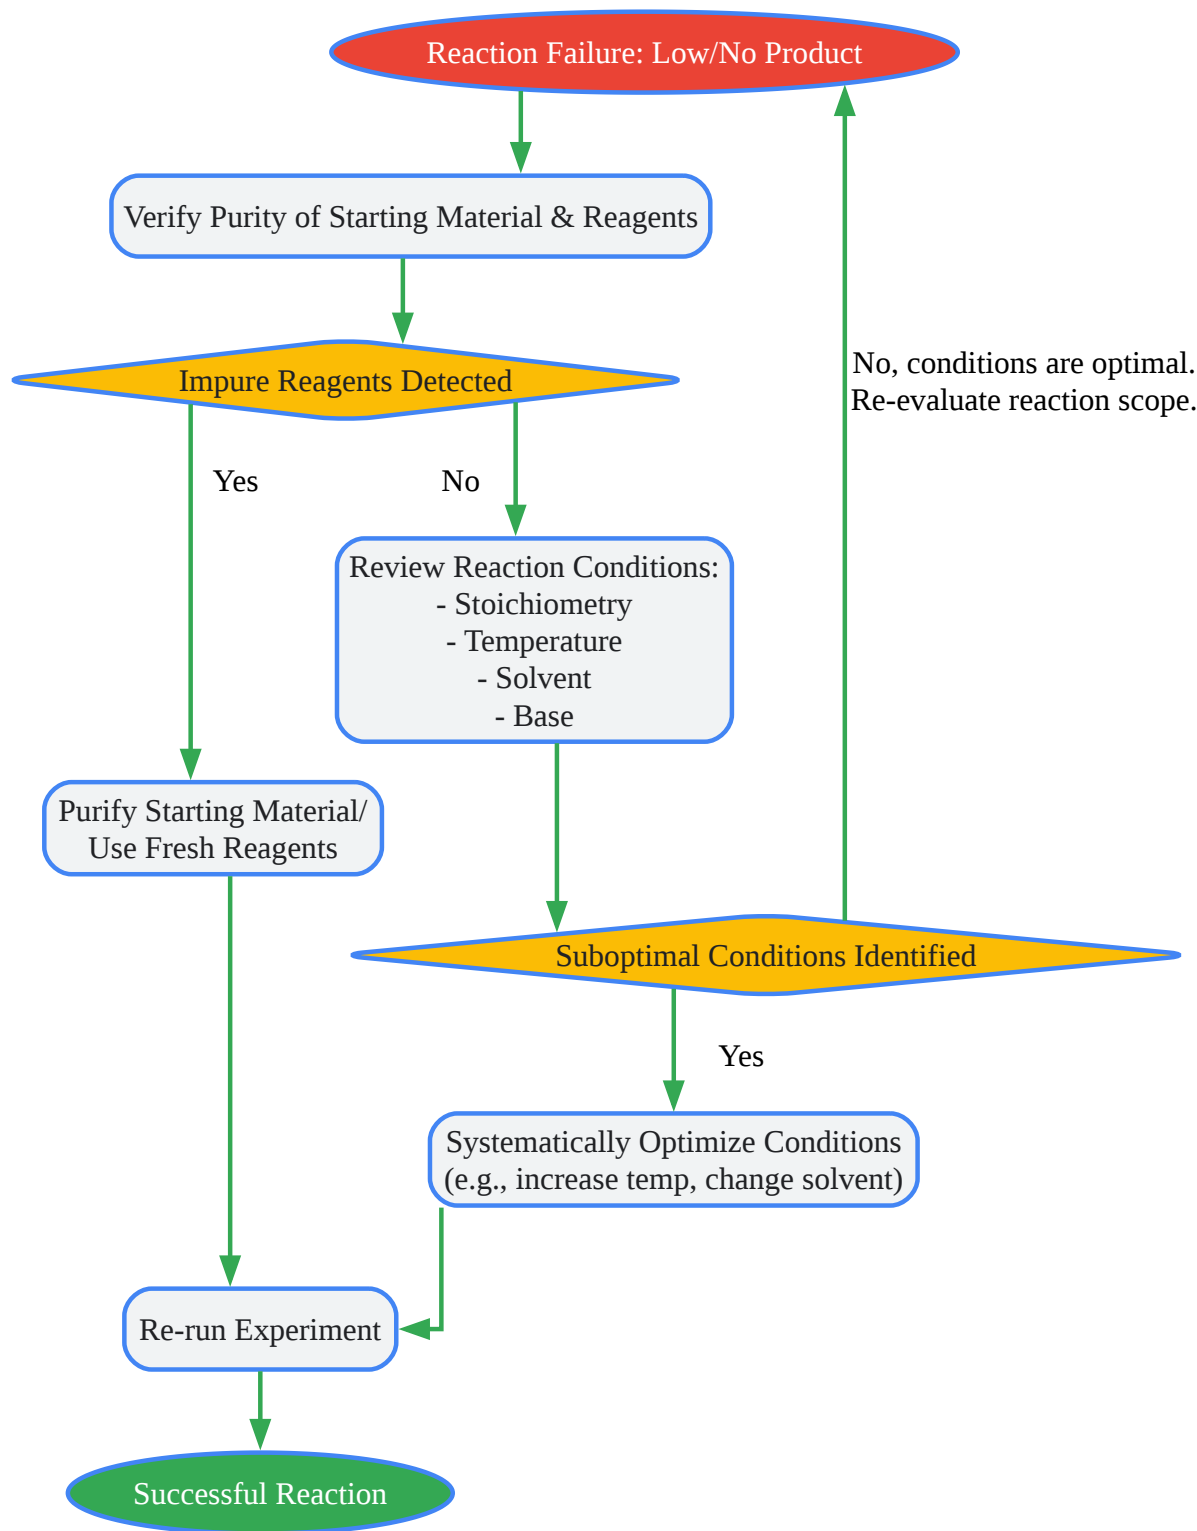 Reaction Failure: Low/No Product
Verify Purity of Starting Material & Reagents
Impure Reagents Detected
No, conditions are optimal.
Re-evaluate reaction scope.
Yes
No
Review Reaction Conditions:
- Stoichiometry
- Temperature
- Solvent
- Base
Purify Starting Material/
Use Fresh Reagents
Suboptimal Conditions Identified
Yes
Systematically Optimize Conditions
(e.g., increase temp, change solvent)
Re-run Experiment
Successful Reaction